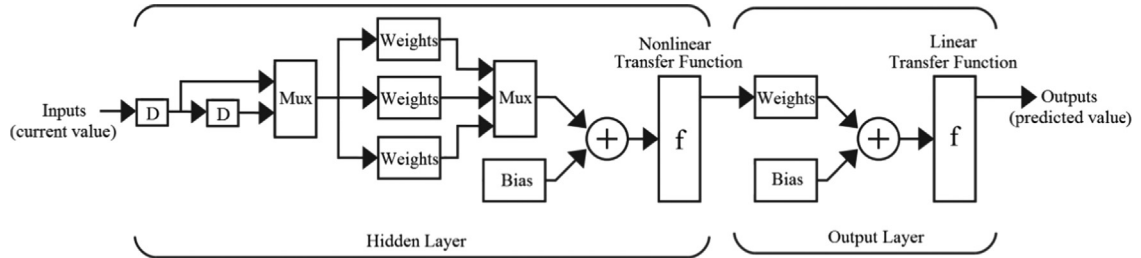 Inputs
(current value)
D
D
Mux
Weights
Weights
Weights
Mux
Bias
+
Nonlinear
Transfer Function
f
Hidden Layer
Weights
Bias
+
Linear
Transfer Function
f
Outputs
(predicted value)
Output Layer